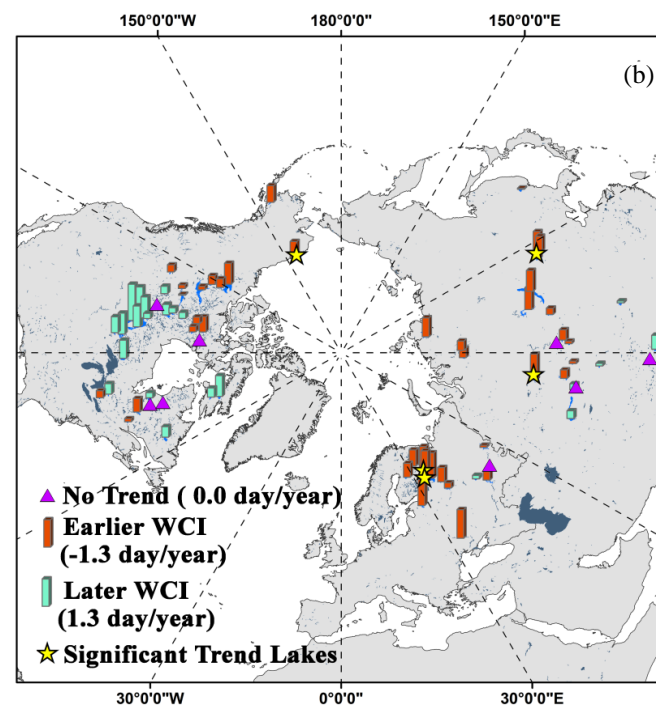 150°0'0"W 180°0'0" 150°0'0"E
(b)
No Trend ( 0.0 day/year)
Earlier WCI
(-1.3 day/year)
Later WCI
(1.3 day/year)
Significant Trend Lakes
30°0'0"W 0°0'0" 30°0'0"E